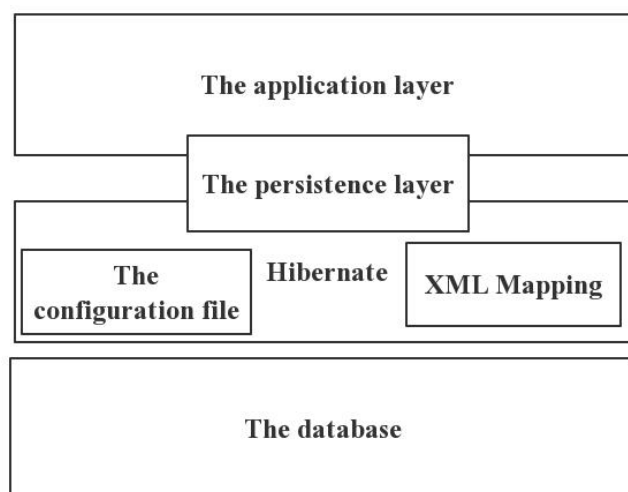 The application layer
The persistence layer
The
configuration file
Hibernate
XML Mapping
The database